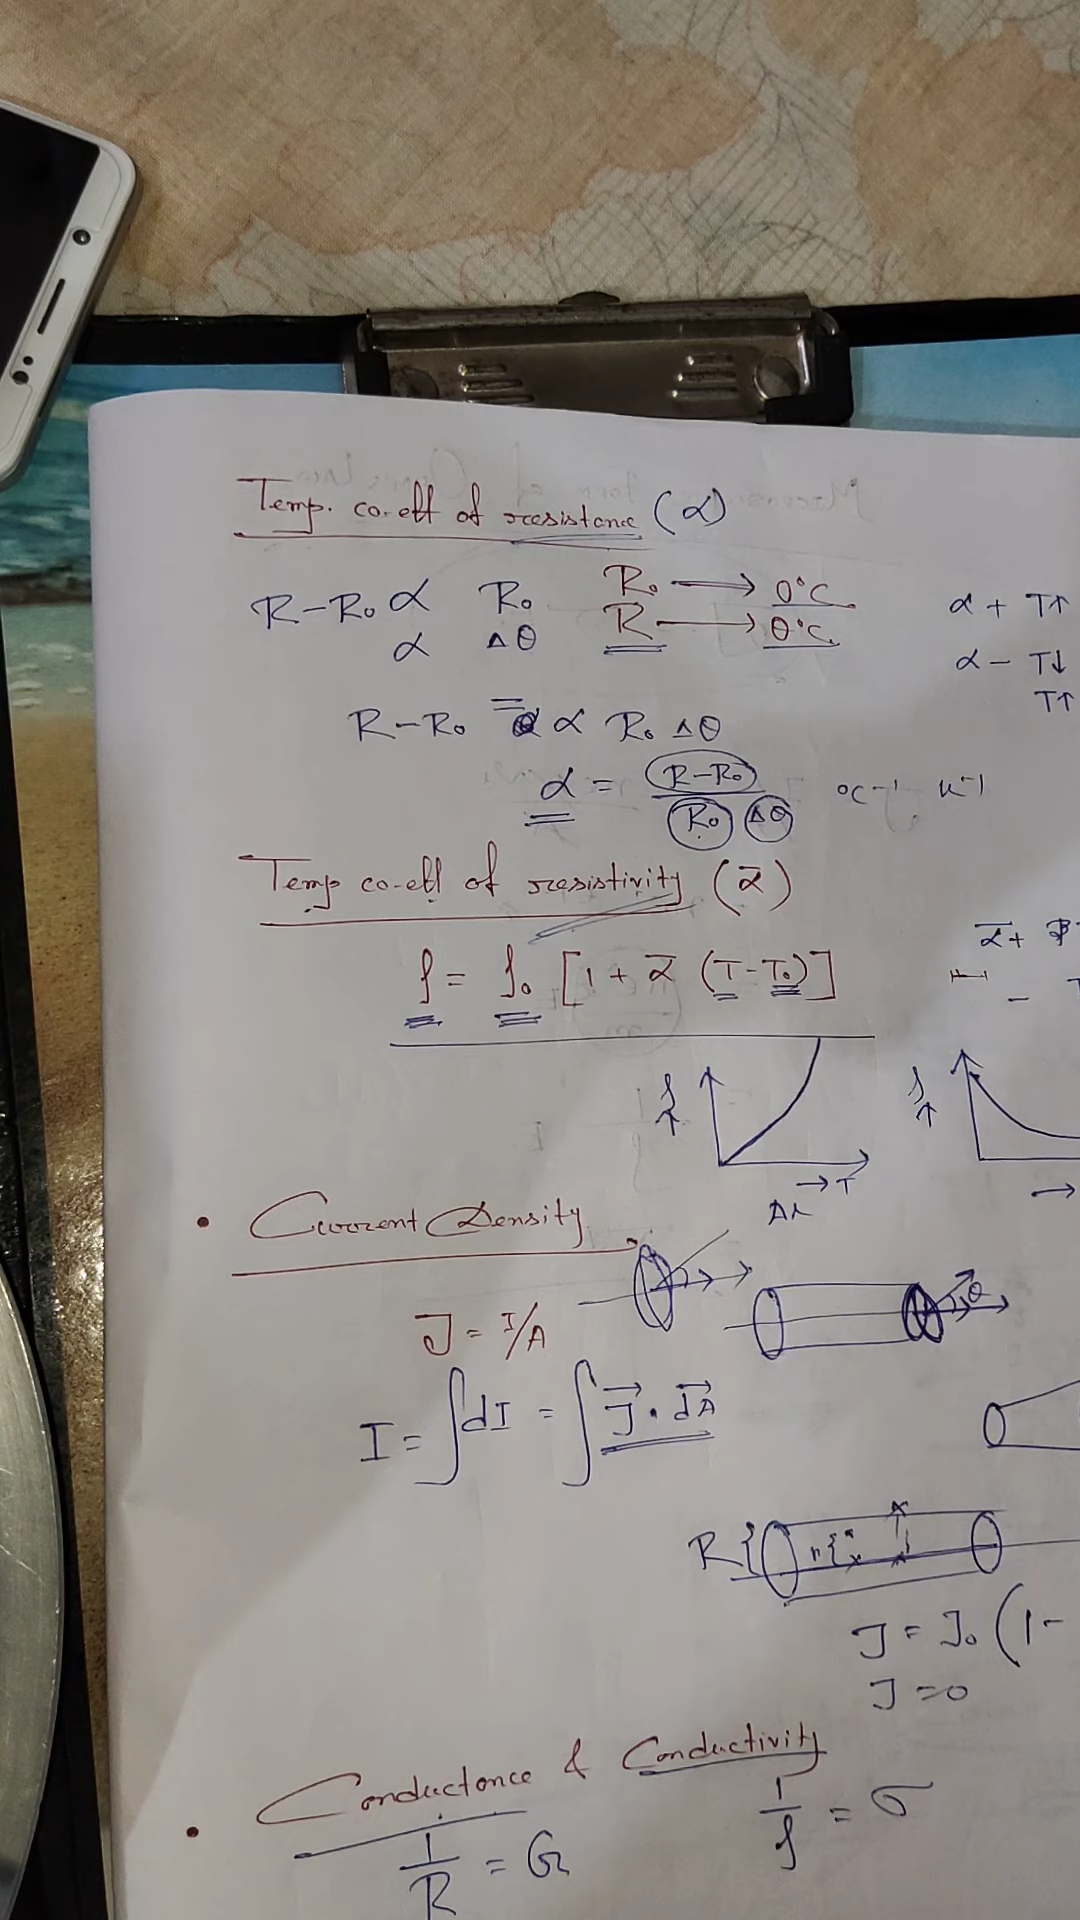 Temp. co-eff of resistance (α)
R-R₀ α R₀ R₀ → 0°C α + T↑
α Δθ R → θ°C α - T↓
T↑
R-R₀ = α R₀ Δθ
α = (R-R₀) / (R₀ Δθ) °C⁻¹ K⁻¹
Temp co-eff of resistivity (ᾱ)
ᾱ +
ρ = ρ₀ [1 + ᾱ (T-T₀)]
-
ρ ↑ ρ ↑
→ T →
• Current Density
θ
J = I/A
I = ∫dI = ∫J⃗ . dA⃗
R{ r{
J = J₀ (1-
J = 0
• Conductance & Conductivity
1/R = G 1/ρ = σ